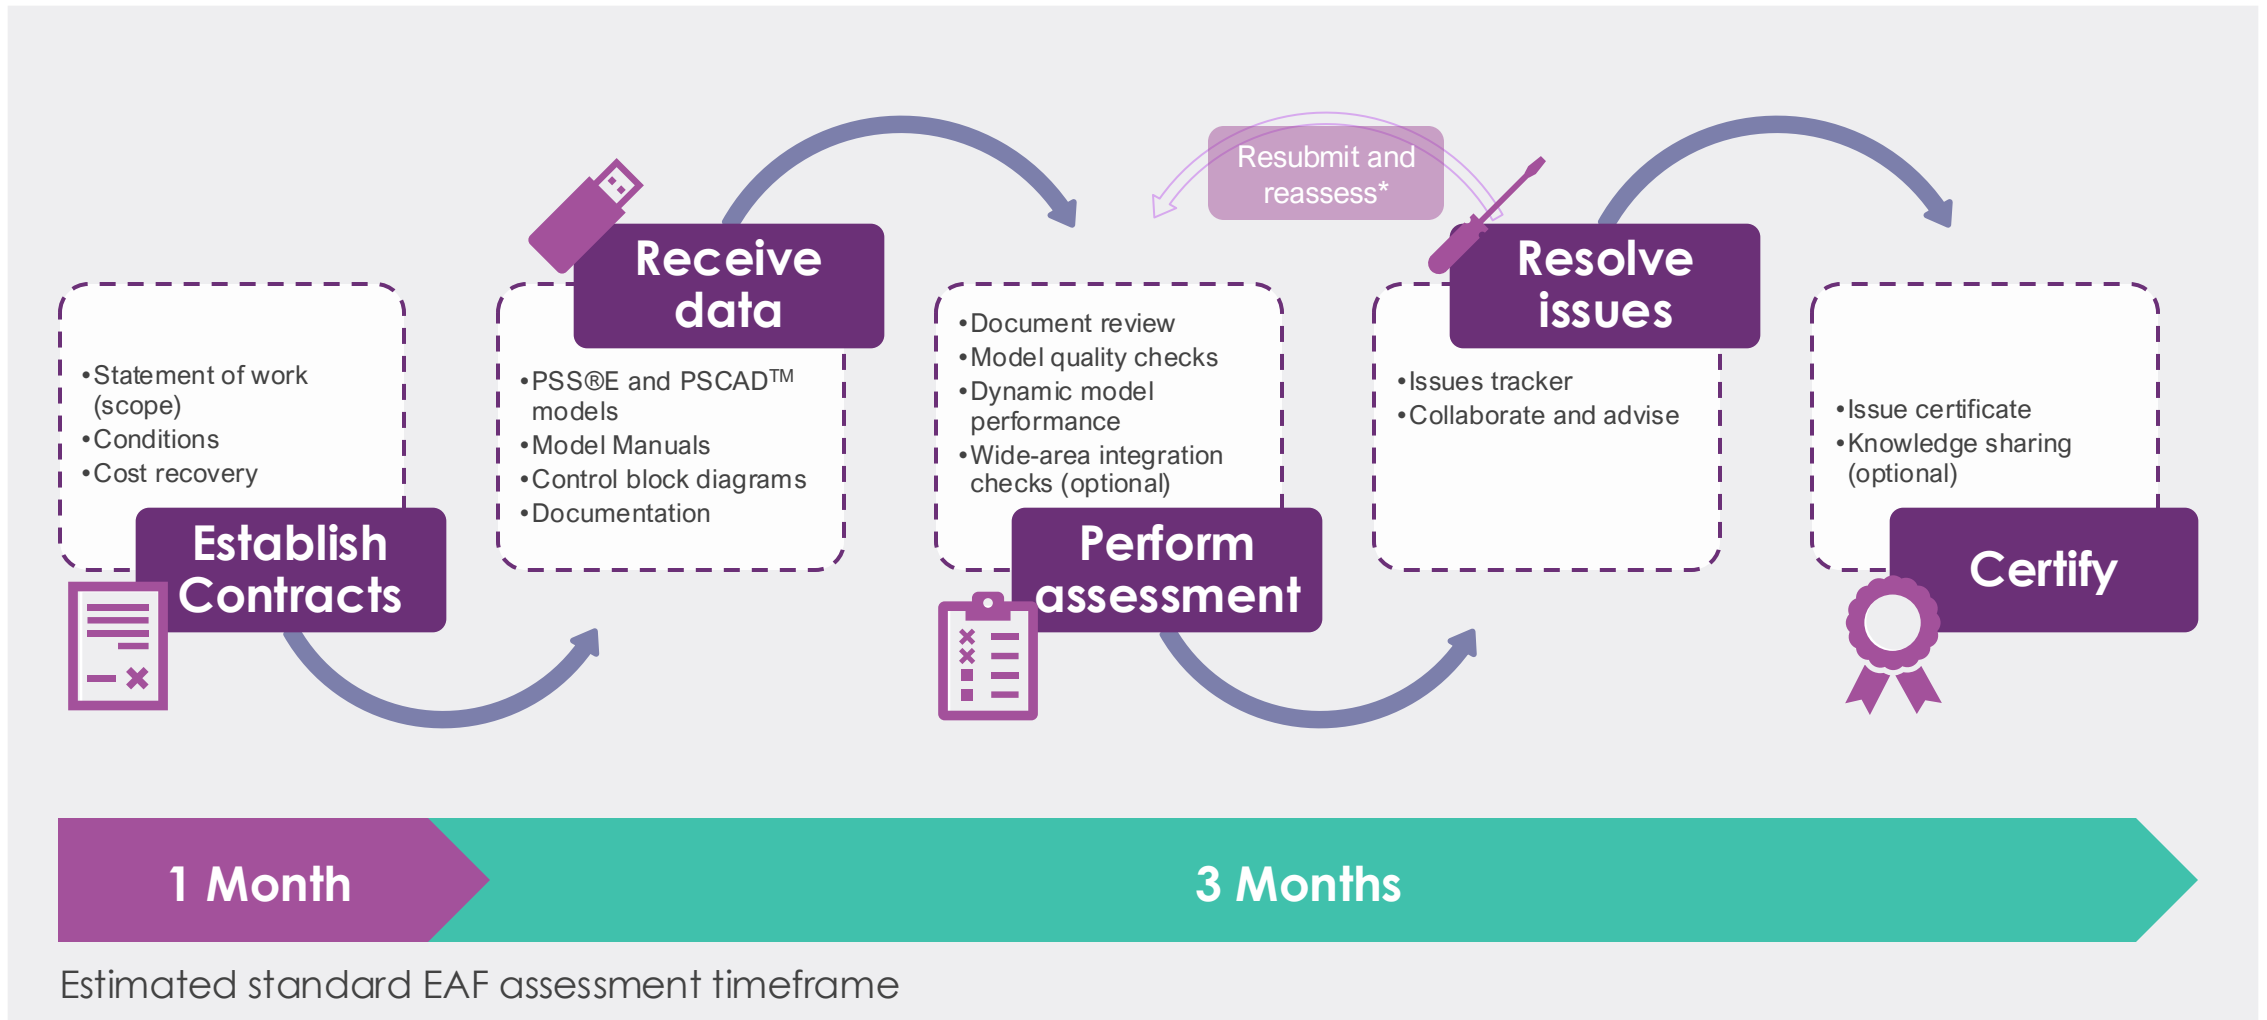 •Statement of work
(scope)
•Conditions
•Cost recovery
Establish
Contracts
Receive
data
•PSS®E and PSCAD™
models
•Model Manuals
•Control block diagrams
•Documentation
•Document review
•Model quality checks
•Dynamic model
performance
•Wide-area integration
checks (optional)
Perform
assessment
Resubmit and
reassess*
Resolve
issues
•Issues tracker
•Collaborate and advise
•Issue certificate
•Knowledge sharing
(optional)
Certify
1 Month
3 Months
Estimated standard EAF assessment timeframe